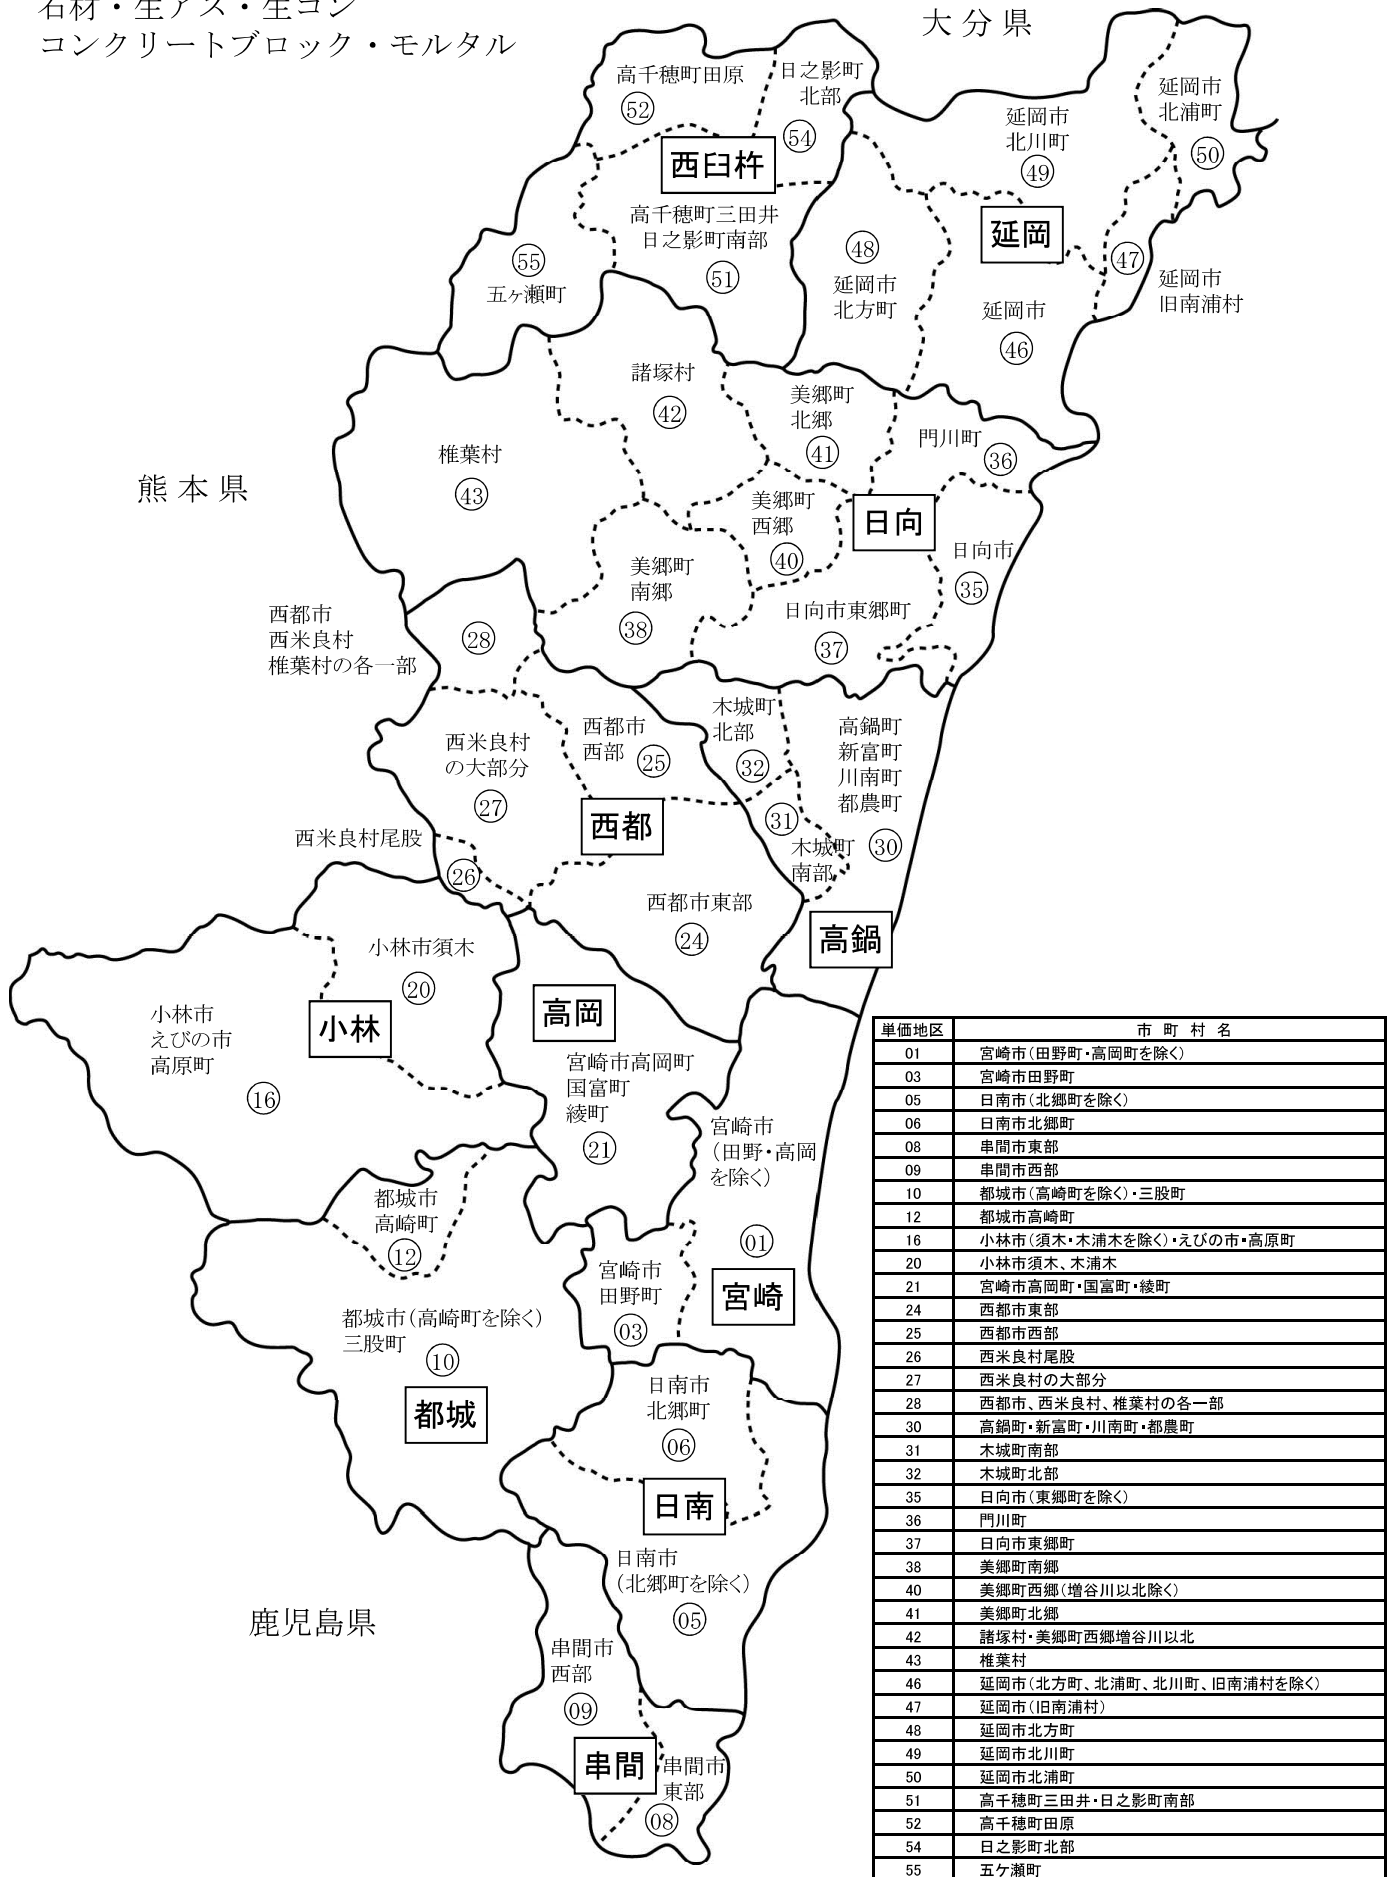 石材・生アス・生コン
コンクリートブロック・モルタル
大分県
熊本県
鹿児島県
西臼杵
高千穂町田原
52
日之影町
北部
54
高千穂町三田井
日之影町南部
51
55
五ヶ瀬町
延岡
延岡市
北川町
49
延岡市
北浦町
50
48
延岡市
北方町
47
延岡市
旧南浦村
延岡市
46
日向
諸塚村
42
美郷町
北郷
41
門川町
36
椎葉村
43
美郷町
西郷
40
日向市
35
美郷町
南郷
38
日向市東郷町
37
西都市
西米良村
椎葉村の各一部
28
西都
西都市
西部
25
西米良村
の大部分
27
西米良村尾股
26
西都市東部
24
高鍋
木城町
北部
32
高鍋町
新富町
川南町
都農町
30
31
木城町
南部
小林
小林市須木
20
小林市
えびの市
高原町
16
高岡
宮崎市高岡町
国富町
綾町
21
宮崎
宮崎市
(田野・高岡
を除く)
01
宮崎市
田野町
03
都城
都城市
高崎町
12
都城市(高崎町を除く)
三股町
10
日南
日南市
北郷町
06
日南市
(北郷町を除く)
05
串間
串間市
西部
09
串間市
東部
08
単価地区 市町村名
01 宮崎市(田野町・高岡町を除く)
03 宮崎市田野町
05 日南市(北郷町を除く)
06 日南市北郷町
08 串間市東部
09 串間市西部
10 都城市(高崎町を除く)・三股町
12 都城市高崎町
16 小林市(須木・木浦木を除く)・えびの市・高原町
20 小林市須木、木浦木
21 宮崎市高岡町・国富町・綾町
24 西都市東部
25 西都市西部
26 西米良村尾股
27 西米良村の大部分
28 西都市、西米良村、椎葉村の各一部
30 高鍋町・新富町・川南町・都農町
31 木城町南部
32 木城町北部
35 日向市(東郷町を除く)
36 門川町
37 日向市東郷町
38 美郷町南郷
40 美郷町西郷(増谷川以北除く)
41 美郷町北郷
42 諸塚村・美郷町西郷増谷川以北
43 椎葉村
46 延岡市(北方町、北浦町、北川町、旧南浦村を除く)
47 延岡市(旧南浦村)
48 延岡市北方町
49 延岡市北川町
50 延岡市北浦町
51 高千穂町三田井・日之影町南部
52 高千穂町田原
54 日之影町北部
55 五ケ瀬町